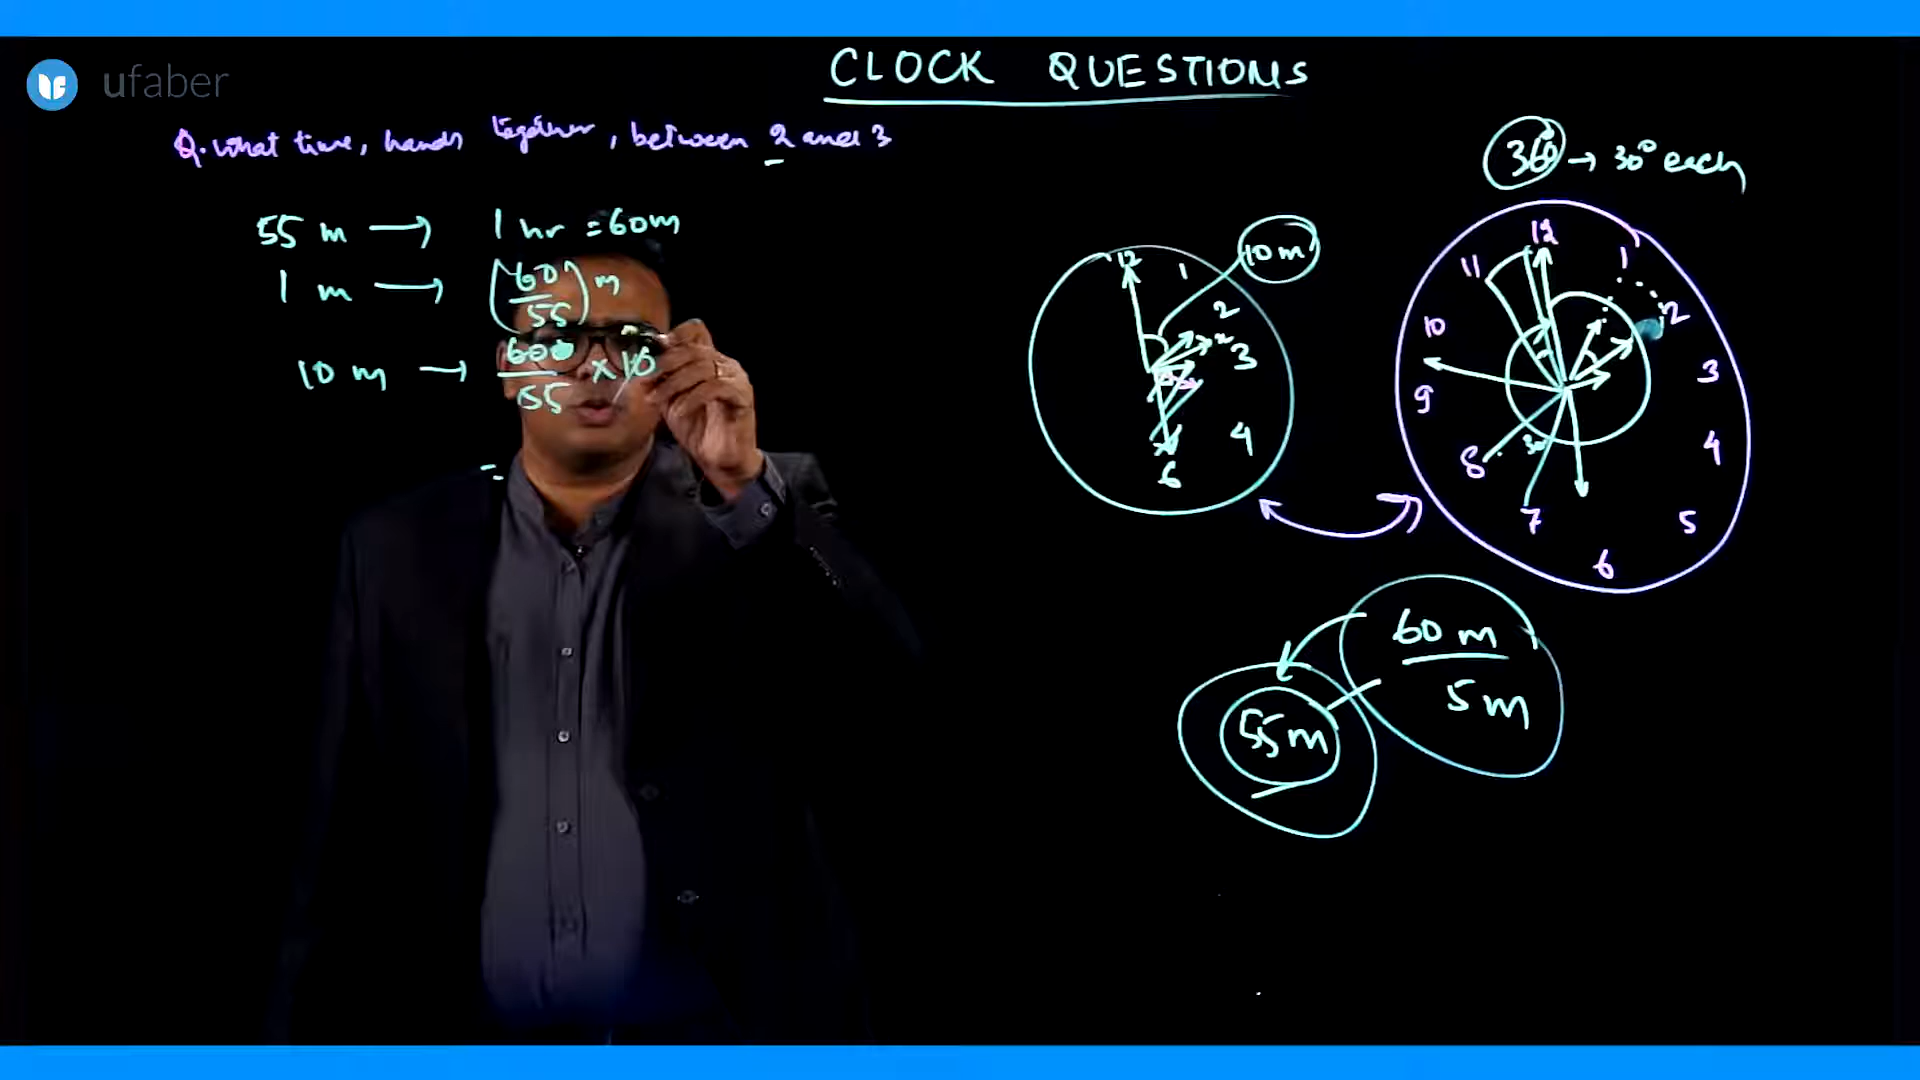 ufaber
CLOCK QUESTIONS
Q. What time, hands together, between 2 and 3
55 m → 1 hr = 60m
1 m → (60/55) m
10 m → 600/55 × 10
=
10 m
12
1
2
3
4
6
360 → 30° each
12
1
2
3
4
5
6
7
8
9
10
11
30
60 m
5 m
55 m